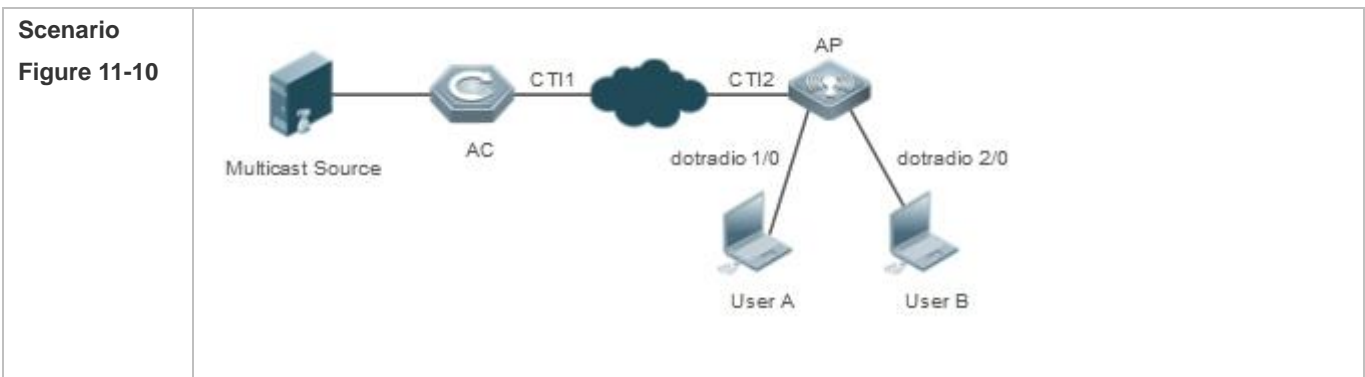 Scenario
Figure 11-10
AP
CTI1
CTI2
AC
Multicast Source
dotradio 1/0
dotradio 2/0
User A
User B